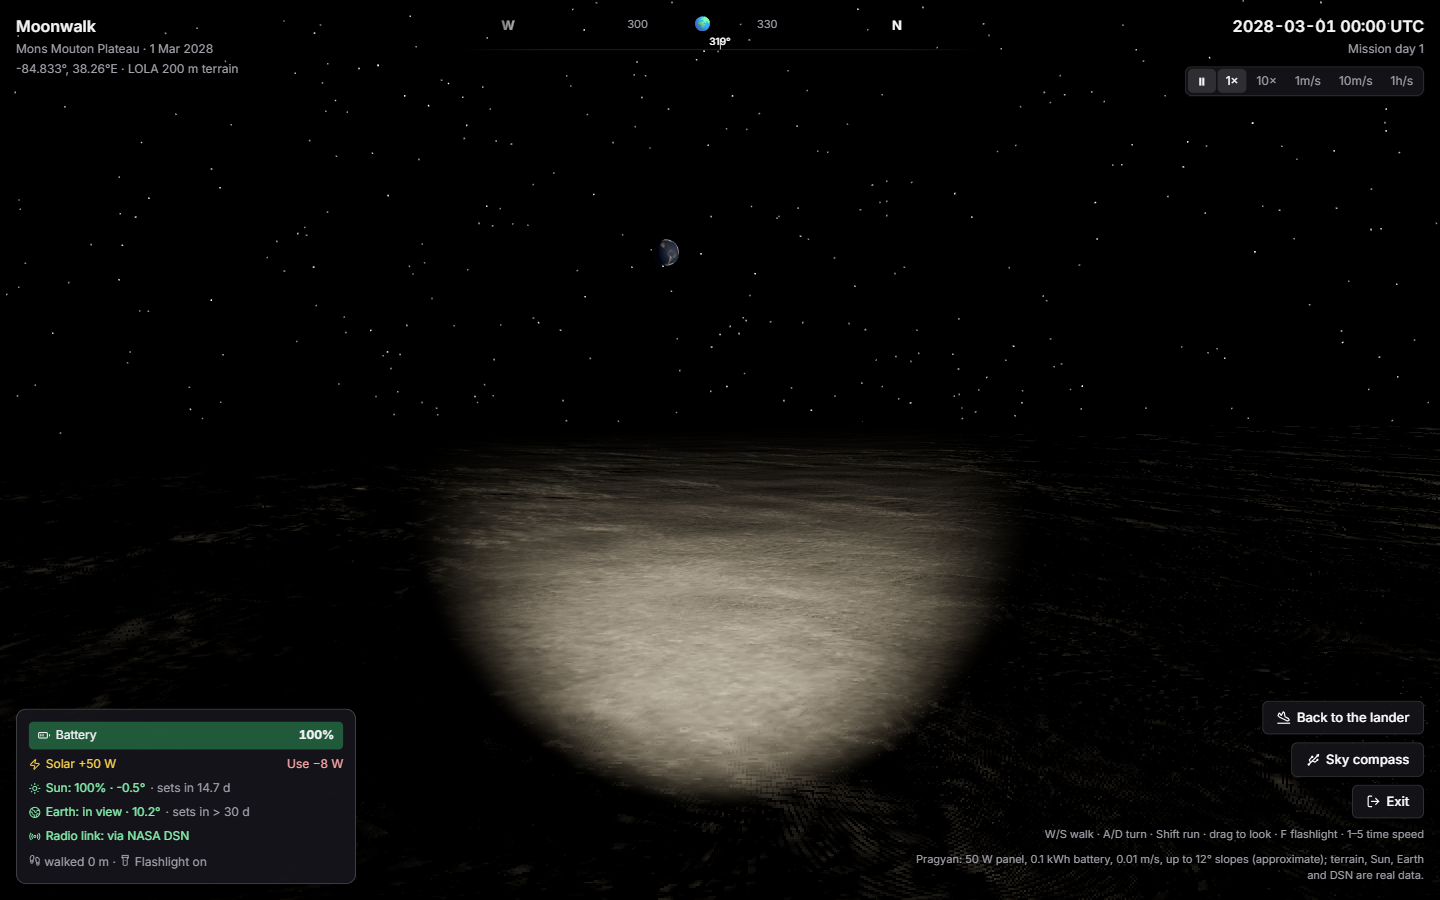 Moonwalk
Mons Mouton Plateau · 1 Mar 2028
-84.833°, 38.26°E · LOLA 200 m terrain
W 300 330 N
319°
2028-03-01 00:00 UTC
Mission day 1
1× 10× 1m/s 10m/s 1h/s
Battery 100%
Solar +50 W Use −8 W
Sun: 100% · -0.5° · sets in 14.7 d
Earth: in view · 10.2° · sets in > 30 d
Radio link: via NASA DSN
walked 0 m · Flashlight on
Back to the lander
Sky compass
Exit
W/S walk · A/D turn · Shift run · drag to look · F flashlight · 1–5 time speed
Pragyan: 50 W panel, 0.1 kWh battery, 0.01 m/s, up to 12° slopes (approximate); terrain, Sun, Earth
and DSN are real data.